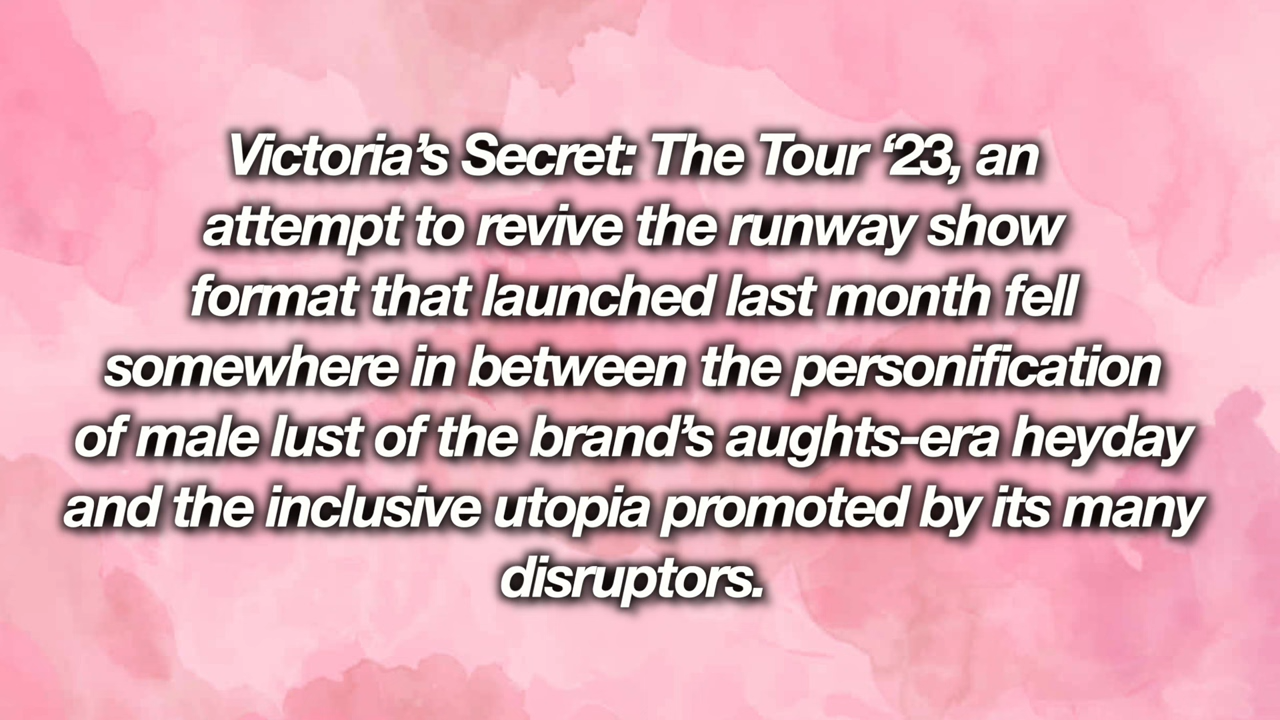 Victoria’s Secret: The Tour ‘23, an
attempt to revive the runway show
format that launched last month fell
somewhere in between the personification
of male lust of the brand’s aughts-era heyday
and the inclusive utopia promoted by its many
disruptors.